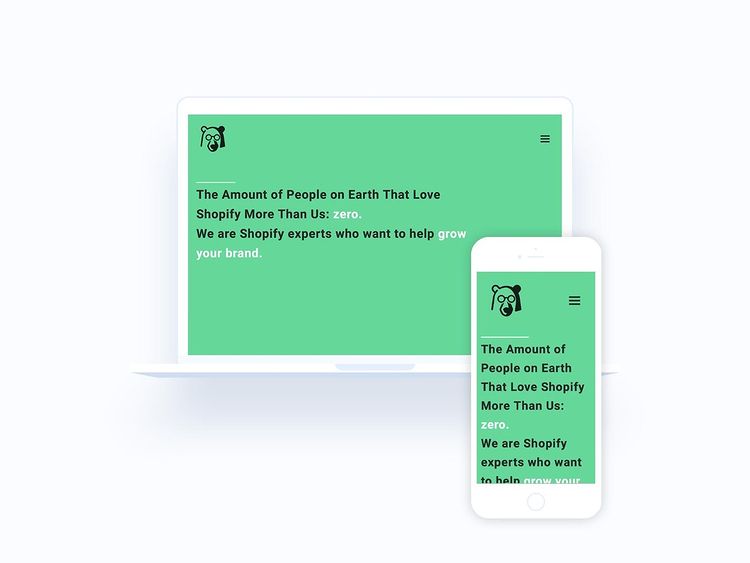 The Amount of People on Earth That Love
Shopify More Than Us: zero.
We are Shopify experts who want to help grow
your brand.
The Amount of
People on Earth
That Love Shopify
More Than Us:
zero.
We are Shopify
experts who want
to help grow your